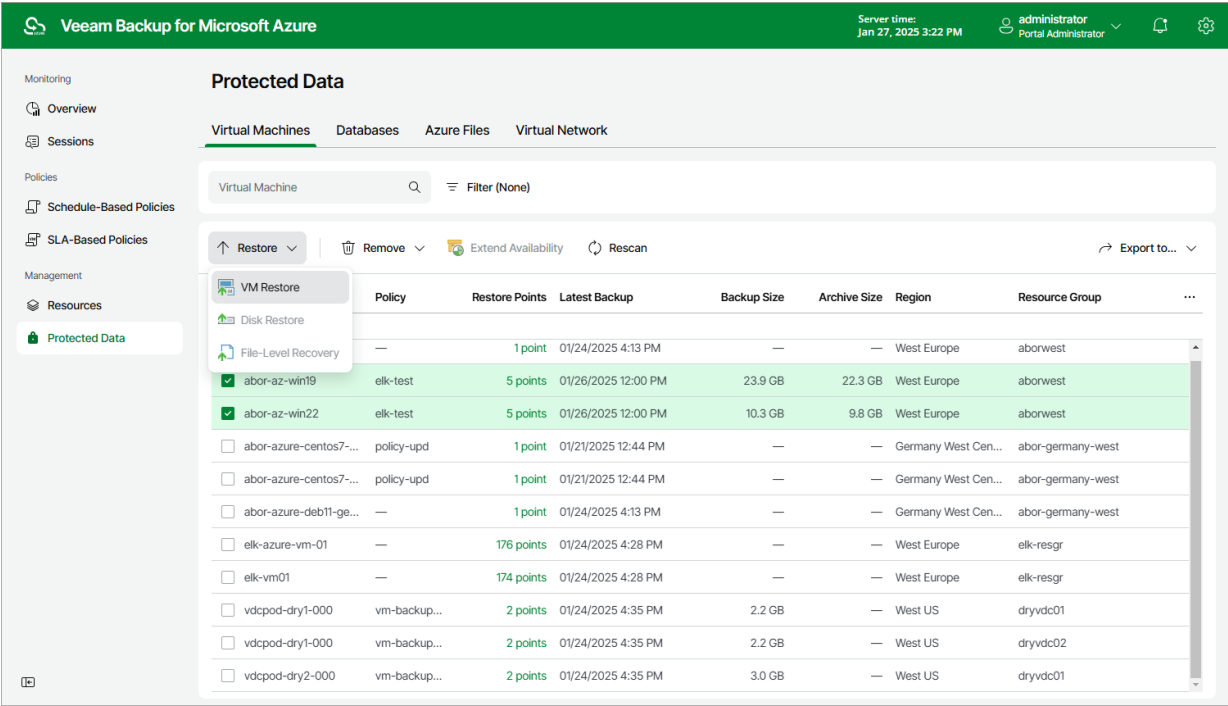 Veeam Backup for Microsoft Azure
Server time:
Jan 27, 2025 3:22 PM
administrator
Portal Administrator
Monitoring
Overview
Sessions
Policies
Schedule-Based Policies
SLA-Based Policies
Management
Resources
Protected Data
Protected Data
Virtual Machines Databases Azure Files Virtual Network
Virtual Machine Filter (None)
Restore Remove Extend Availability Rescan Export to...
VM Restore
Disk Restore
File-Level Recovery
Policy Restore Points Latest Backup Backup Size Archive Size Region Resource Group ...
— 1 point 01/24/2025 4:13 PM — — West Europe aborwest
abor-az-win19 elk-test 5 points 01/26/2025 12:00 PM 23.9 GB 22.3 GB West Europe aborwest
abor-az-win22 elk-test 5 points 01/26/2025 12:00 PM 10.3 GB 9.8 GB West Europe aborwest
abor-azure-centos7-... policy-upd 1 point 01/21/2025 12:44 PM — — Germany West Cen... abor-germany-west
abor-azure-centos7-... policy-upd 1 point 01/21/2025 12:44 PM — — Germany West Cen... abor-germany-west
abor-azure-deb11-ge... — 1 point 01/24/2025 4:13 PM — — Germany West Cen... abor-germany-west
elk-azure-vm-01 — 176 points 01/24/2025 4:28 PM — — West Europe elk-resgr
elk-vm01 — 174 points 01/24/2025 4:28 PM — — West Europe elk-resgr
vdcpod-dry1-000 vm-backup... 2 points 01/24/2025 4:35 PM 2.2 GB — West US dryvdc01
vdcpod-dry1-000 vm-backup... 2 points 01/24/2025 4:35 PM 2.2 GB — West US dryvdc02
vdcpod-dry2-000 vm-backup... 2 points 01/24/2025 4:35 PM 3.0 GB — West US dryvdc01